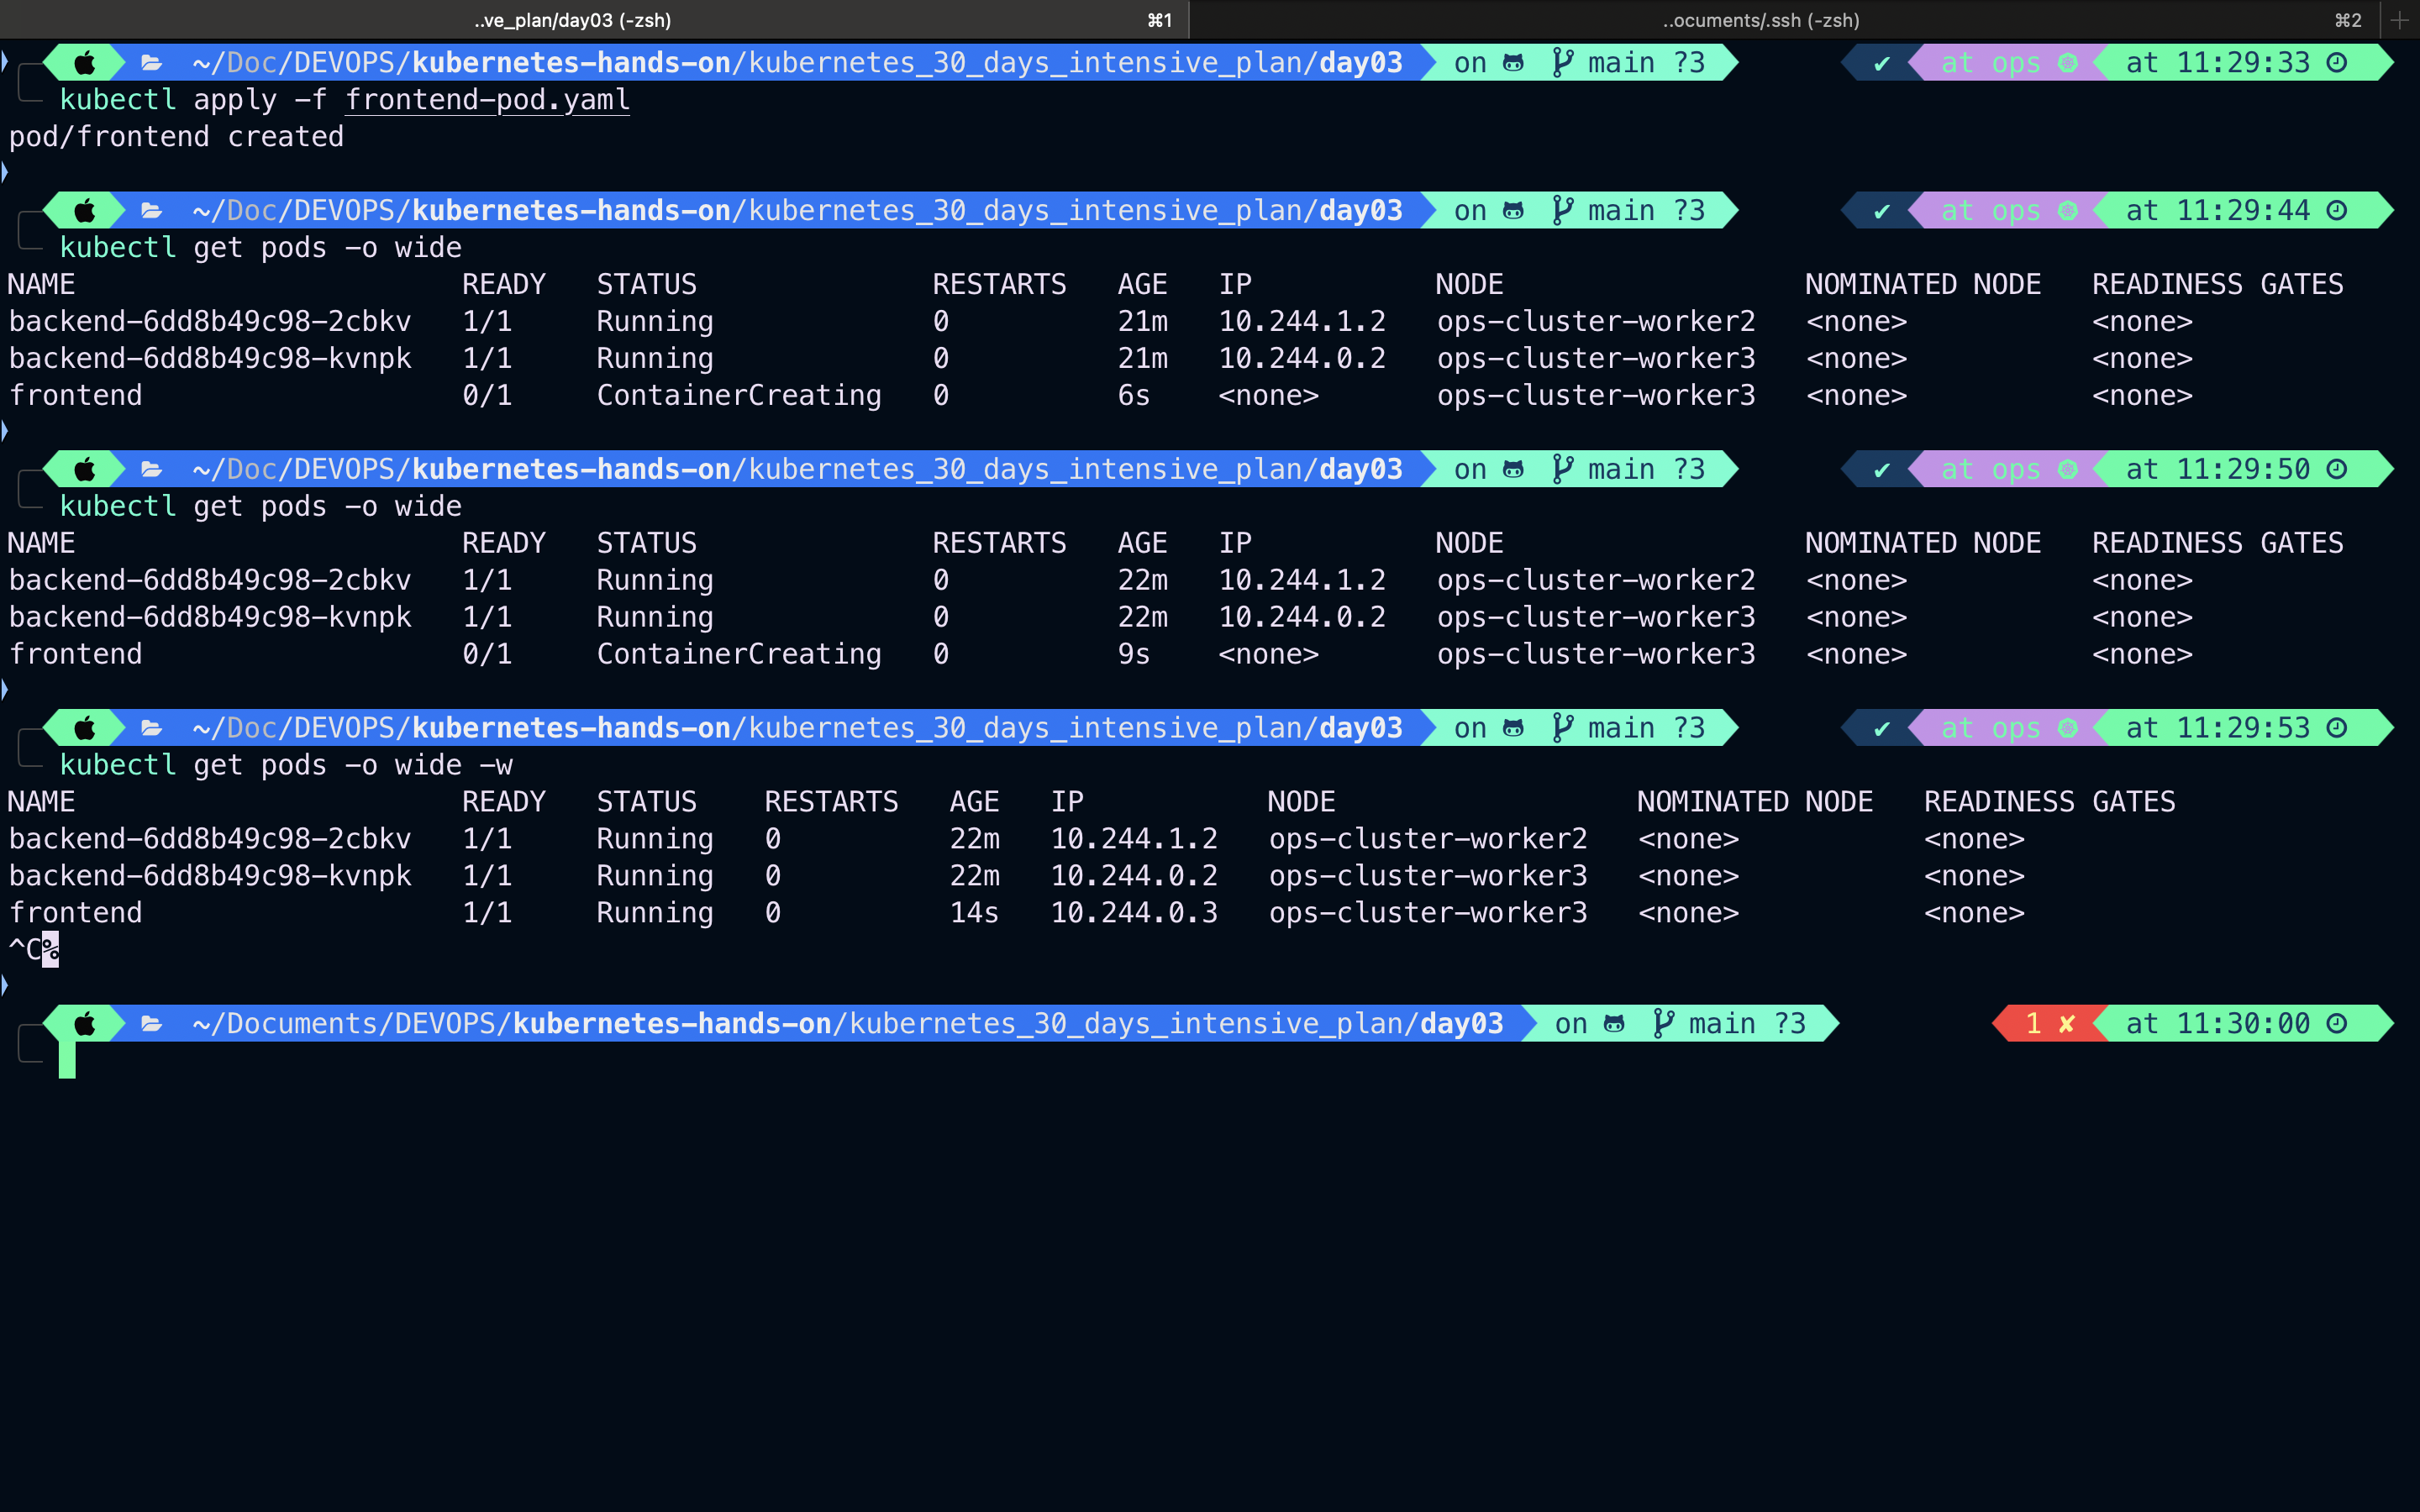 ..ve_plan/day03 (-zsh) ⌘1 ..ocuments/.ssh (-zsh) ⌘2 +
~/Doc/DEVOPS/kubernetes-hands-on/kubernetes_30_days_intensive_plan/day03 on main ?3 ✔ at ops at 11:29:33
kubectl apply -f frontend-pod.yaml
pod/frontend created
~/Doc/DEVOPS/kubernetes-hands-on/kubernetes_30_days_intensive_plan/day03 on main ?3 ✔ at ops at 11:29:44
kubectl get pods -o wide
NAME READY STATUS RESTARTS AGE IP NODE NOMINATED NODE READINESS GATES
backend-6dd8b49c98-2cbkv 1/1 Running 0 21m 10.244.1.2 ops-cluster-worker2 <none> <none>
backend-6dd8b49c98-kvnpk 1/1 Running 0 21m 10.244.0.2 ops-cluster-worker3 <none> <none>
frontend 0/1 ContainerCreating 0 6s <none> ops-cluster-worker3 <none> <none>
~/Doc/DEVOPS/kubernetes-hands-on/kubernetes_30_days_intensive_plan/day03 on main ?3 ✔ at ops at 11:29:50
kubectl get pods -o wide
NAME READY STATUS RESTARTS AGE IP NODE NOMINATED NODE READINESS GATES
backend-6dd8b49c98-2cbkv 1/1 Running 0 22m 10.244.1.2 ops-cluster-worker2 <none> <none>
backend-6dd8b49c98-kvnpk 1/1 Running 0 22m 10.244.0.2 ops-cluster-worker3 <none> <none>
frontend 0/1 ContainerCreating 0 9s <none> ops-cluster-worker3 <none> <none>
~/Doc/DEVOPS/kubernetes-hands-on/kubernetes_30_days_intensive_plan/day03 on main ?3 ✔ at ops at 11:29:53
kubectl get pods -o wide -w
NAME READY STATUS RESTARTS AGE IP NODE NOMINATED NODE READINESS GATES
backend-6dd8b49c98-2cbkv 1/1 Running 0 22m 10.244.1.2 ops-cluster-worker2 <none> <none>
backend-6dd8b49c98-kvnpk 1/1 Running 0 22m 10.244.0.2 ops-cluster-worker3 <none> <none>
frontend 1/1 Running 0 14s 10.244.0.3 ops-cluster-worker3 <none> <none>
^C%
~/Documents/DEVOPS/kubernetes-hands-on/kubernetes_30_days_intensive_plan/day03 on main ?3 1 ✘ at 11:30:00